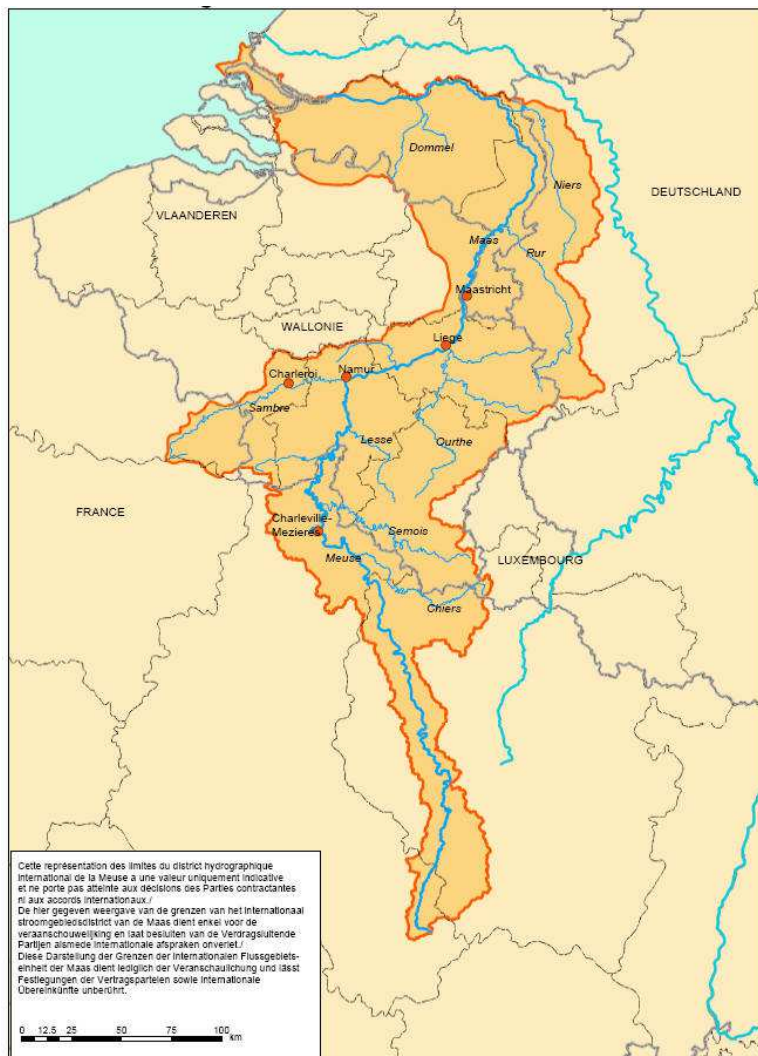 Dommel
Niers
DEUTSCHLAND
VLAANDEREN
Maas
Rur
Maastricht
WALLONIE
Liege
Charleroi
Namur
Sambre
Lesse
Ourthe
FRANCE
Charleville-
Mezieres
Semois
LUXEMBOURG
Meuse
Chiers
Cette représentation des limites du district hydrographique
international de la Meuse a une valeur uniquement indicative
et ne porte pas atteinte aux décisions des Parties contractantes
ni aux accords internationaux./
De hier gegeven weergave van de grenzen van het internationaal
stroomgebiedsdistrict van de Maas dient enkel voor de
veraanschouwelijking en laat besluiten van de Verdragsluitende
Partijen alsmede internationale afspraken onverlet./
Diese Darstellung der Grenzen der internationalen Flussgebiets-
einheit der Maas dient lediglich der Veranschaulichung und lässt
Festlegungen der Vertragsparteien sowie internationale
Übereinkünfte unberührt.
0 12.5 25 50 75 100
km